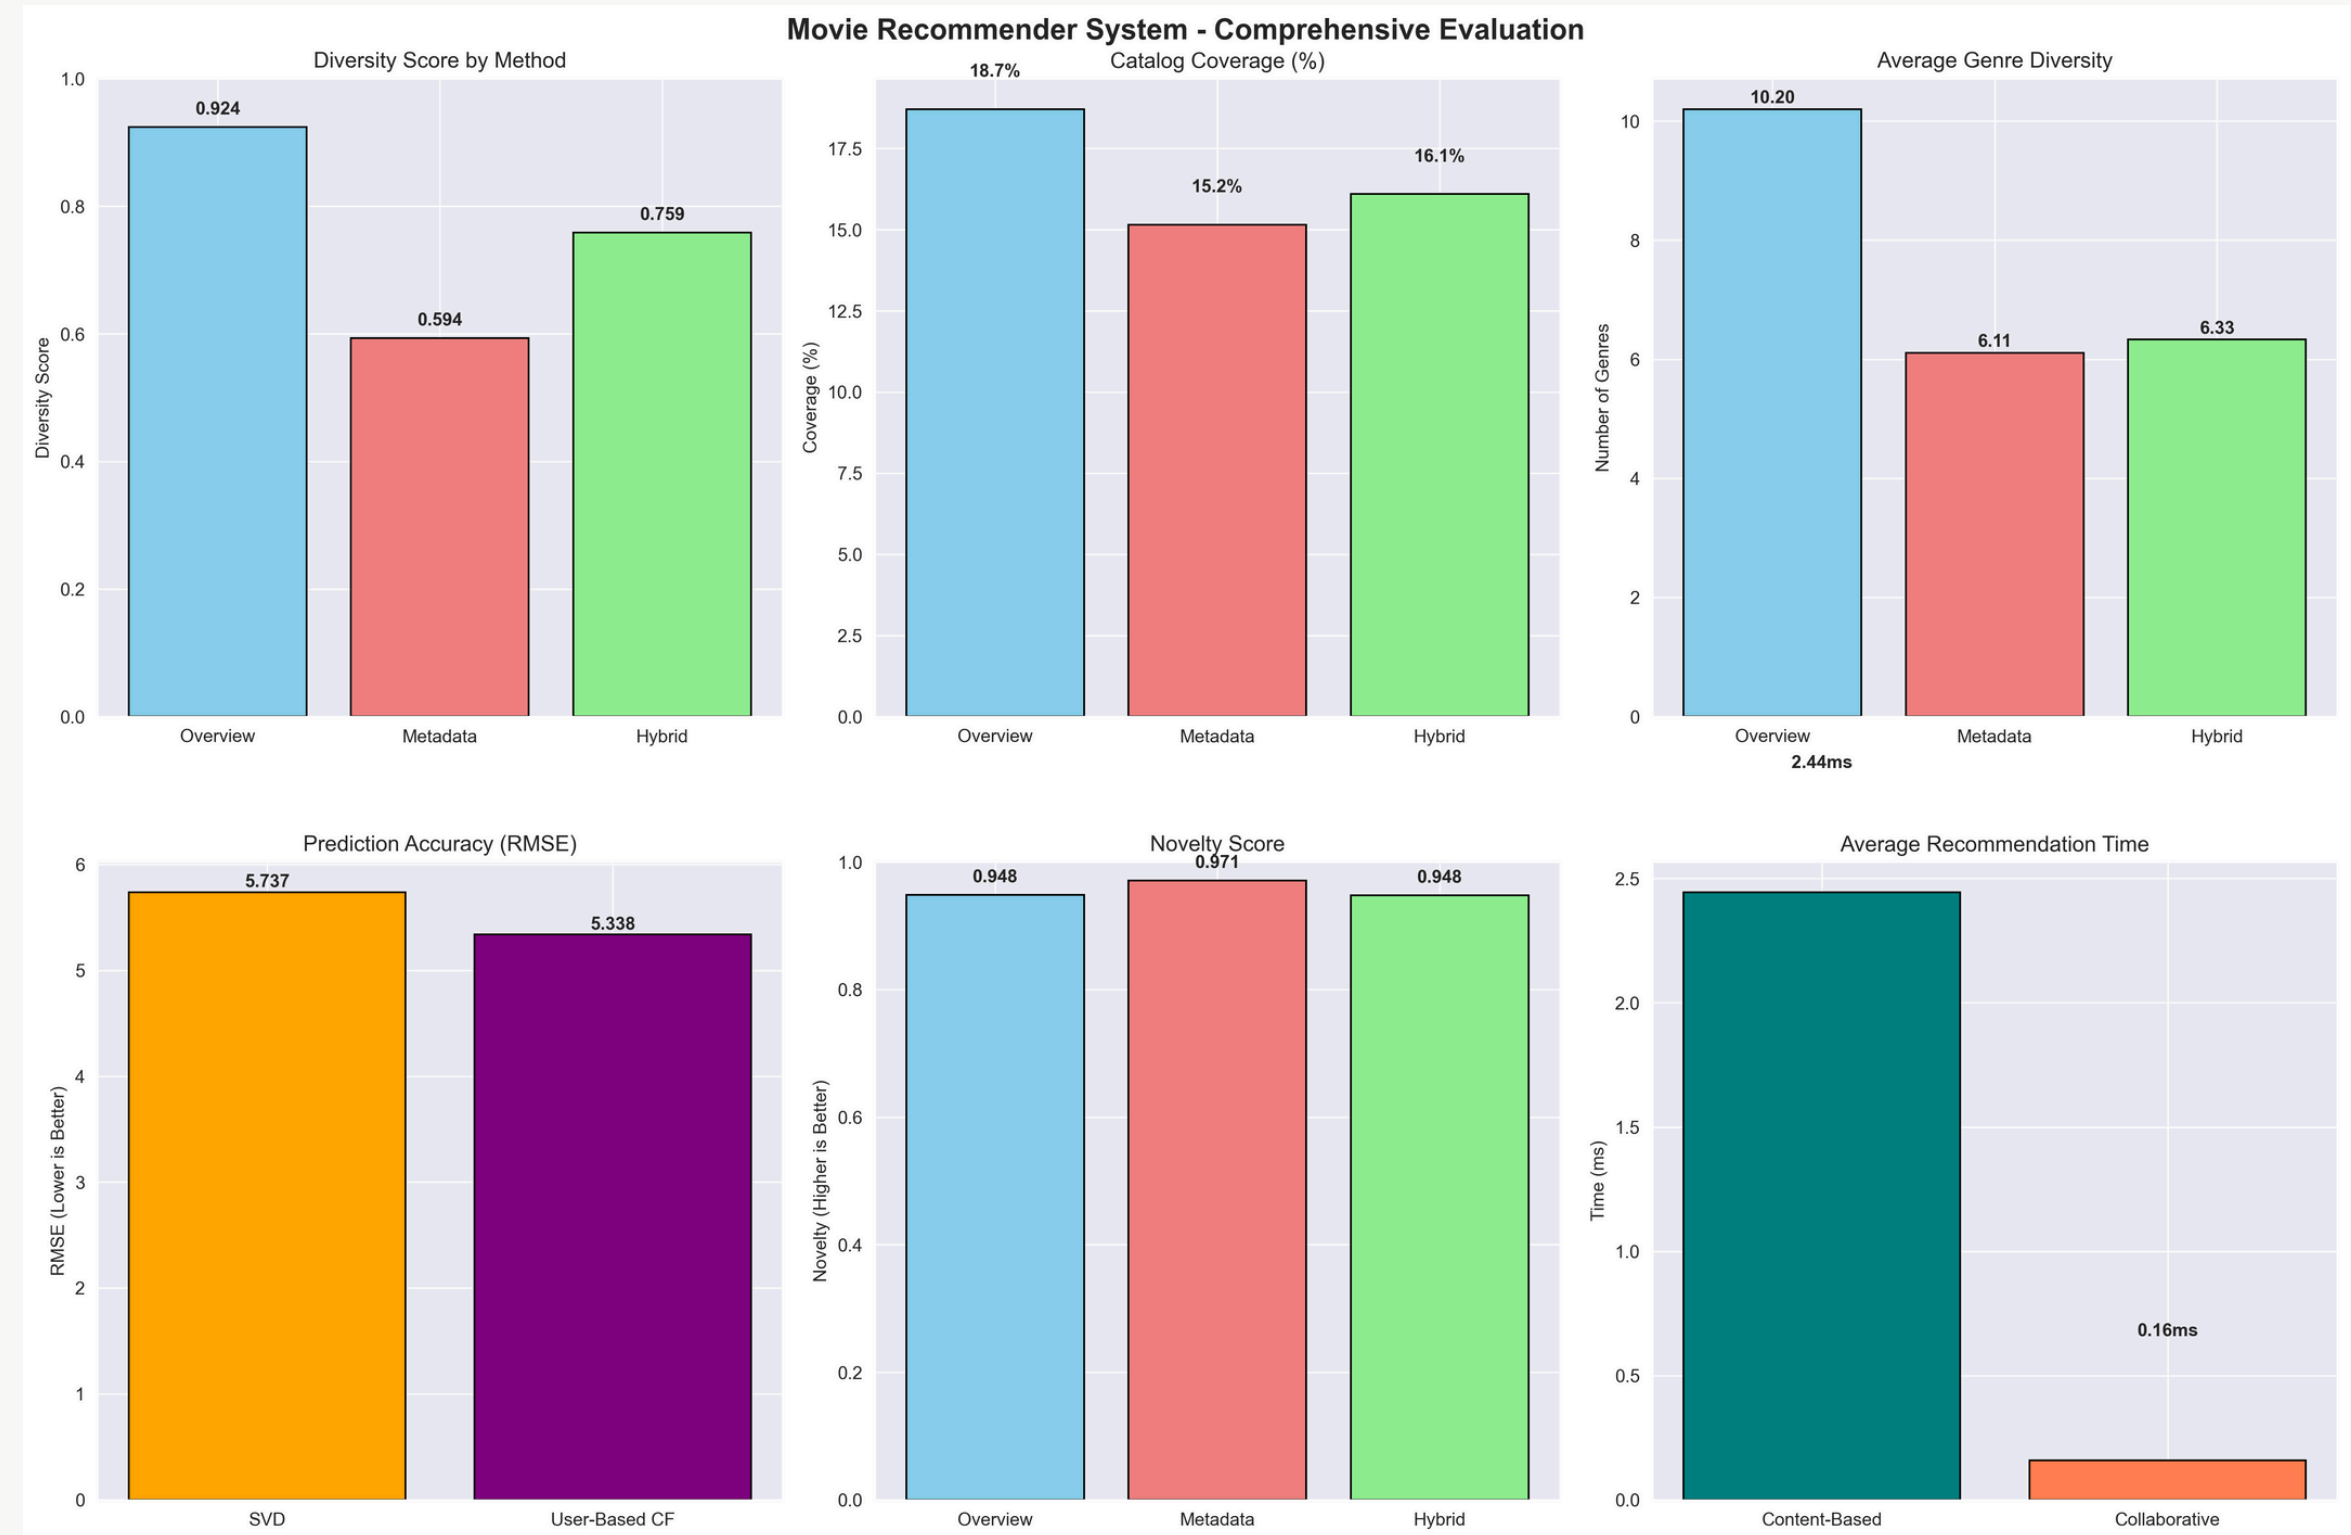 Movie Recommender System - Comprehensive Evaluation
Diversity Score by Method
Diversity Score
1.0
0.8
0.6
0.4
0.2
0.0
0.924
0.594
0.759
Overview
Metadata
Hybrid
Catalog Coverage (%)
Coverage (%)
17.5
15.0
12.5
10.0
7.5
5.0
2.5
0.0
18.7%
15.2%
16.1%
Overview
Metadata
Hybrid
Average Genre Diversity
Number of Genres
10
8
6
4
2
0
10.20
6.11
6.33
Overview
Metadata
Hybrid
Prediction Accuracy (RMSE)
RMSE (Lower is Better)
6
5
4
3
2
1
0
5.737
5.338
SVD
User-Based CF
Novelty Score
Novelty (Higher is Better)
1.0
0.8
0.6
0.4
0.2
0.0
0.948
0.971
0.948
Overview
Metadata
Hybrid
2.44ms
Average Recommendation Time
Time (ms)
2.5
2.0
1.5
1.0
0.5
0.0
0.16ms
Content-Based
Collaborative